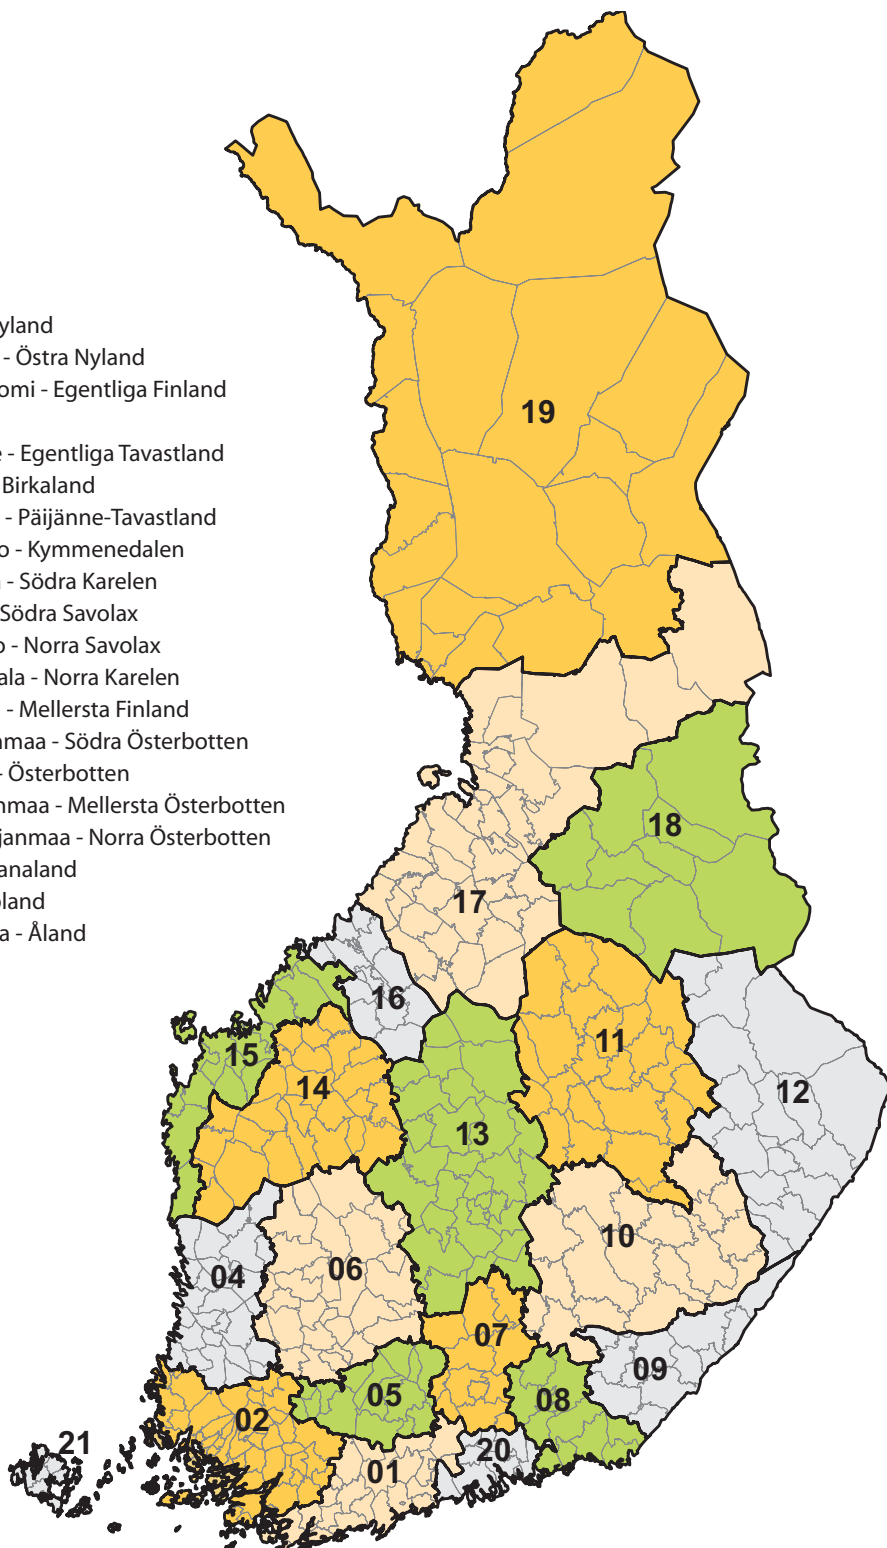 yland
- Östra Nyland
omi - Egentliga Finland
- Egentliga Tavastland
Birkaland
- Päijänne-Tavastland
o - Kymmenedalen
- Södra Karelen
Södra Savolax
o - Norra Savolax
ala - Norra Karelen
- Mellersta Finland
nmaa - Södra Österbotten
- Österbotten
nmaa - Mellersta Österbotten
janmaa - Norra Österbotten
analand
pland
a - Åland
19
18
17
16
15
14
11
12
13
10
04
06
07
09
05
08
02
21
20
01